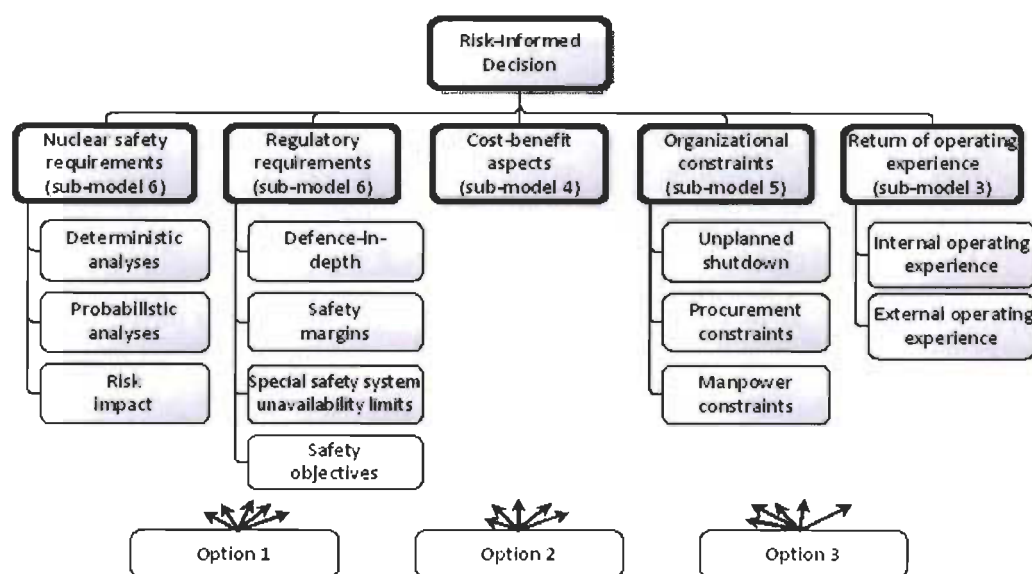 Risk-Informed
Decision
Nuclear safety
requirements
(sub-model 6)
Regulatory
requirements
(sub-model 6)
Cost-benefit
aspects
(sub-model 4)
Organizational
constraints
(sub-model 5)
Return of operating
experience
(sub-model 3)
Deterministic
analyses
Probabilistic
analyses
Risk
impact
Defence-in-
depth
Safety
margins
Special safety system
unavailability limits
Safety
objectives
Unplanned
shutdown
Procurement
constraints
Manpower
constraints
Internal operating
experience
External operating
experience
Option 1
Option 2
Option 3